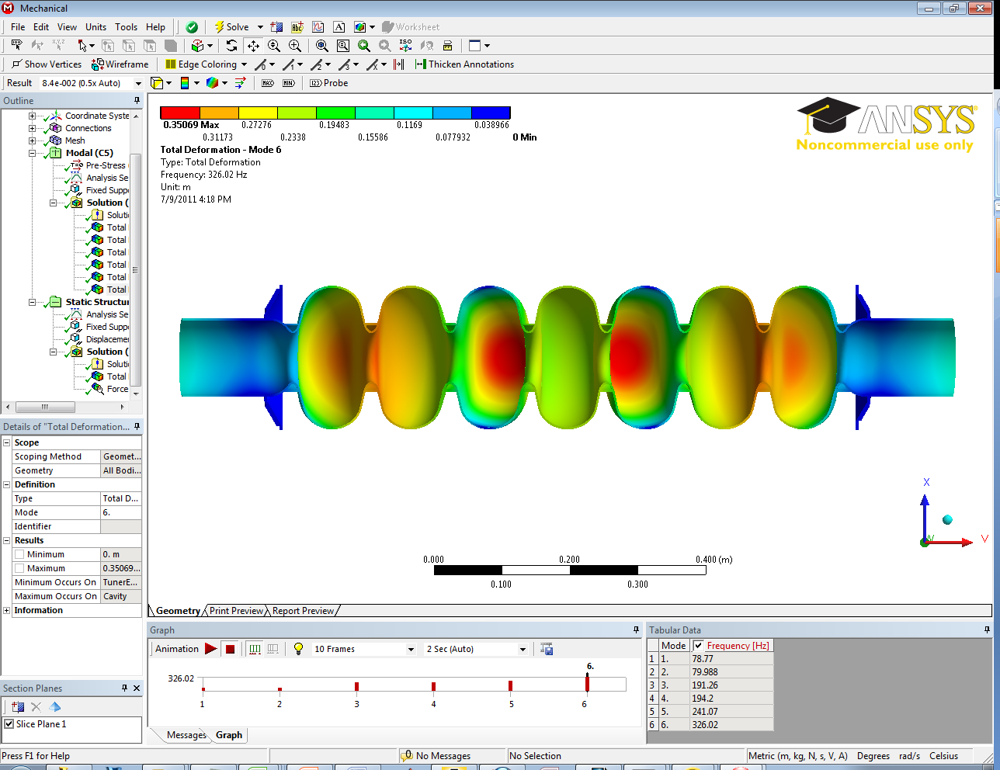 Mechanical
File Edit View Units Tools Help Solve Worksheet
Show Vertices Wireframe Edge Coloring Thicken Annotations
Result 8.4e-002 (0.5x Auto) MAX MIN Probe
Outline
Coordinate Syste
Connections
Mesh
Modal (C5)
Pre-Stress
Analysis Se
Fixed Supp
Solution (
Soluti
Total
Total
Total
Total
Total
Total
Static Structur
Analysis Se
Fixed Suppo
Displacemen
Solution (
Soluti
Total
Force
Details of "Total Deformation...
Scope
Scoping Method Geomet...
Geometry All Bodi...
Definition
Type Total D...
Mode 6.
Identifier
Results
Minimum 0. m
Maximum 0.35069...
Minimum Occurs On TunerE...
Maximum Occurs On Cavity
Information
Section Planes
Slice Plane 1
0.35069 Max 0.27276 0.19483 0.1169 0.038966
0.31173 0.2338 0.15586 0.077932 0 Min
Total Deformation - Mode 6
Type: Total Deformation
Frequency: 326.02 Hz
Unit: m
7/9/2011 4:18 PM
ANSYS
Noncommercial use only
X
0.000 0.200 0.400 (m)
0.100 0.300
Geometry Print Preview Report Preview
Graph
Animation 10 Frames 2 Sec (Auto)
6.
326.02
1 2 3 4 5 6
Messages Graph
Tabular Data
Mode Frequency [Hz]
1 1. 78.77
2 2. 79.988
3 3. 191.26
4 4. 194.2
5 5. 241.07
6 6. 326.02
Press F1 for Help 0 No Messages No Selection Metric (m, kg, N, s, V, A) Degrees rad/s Celsius